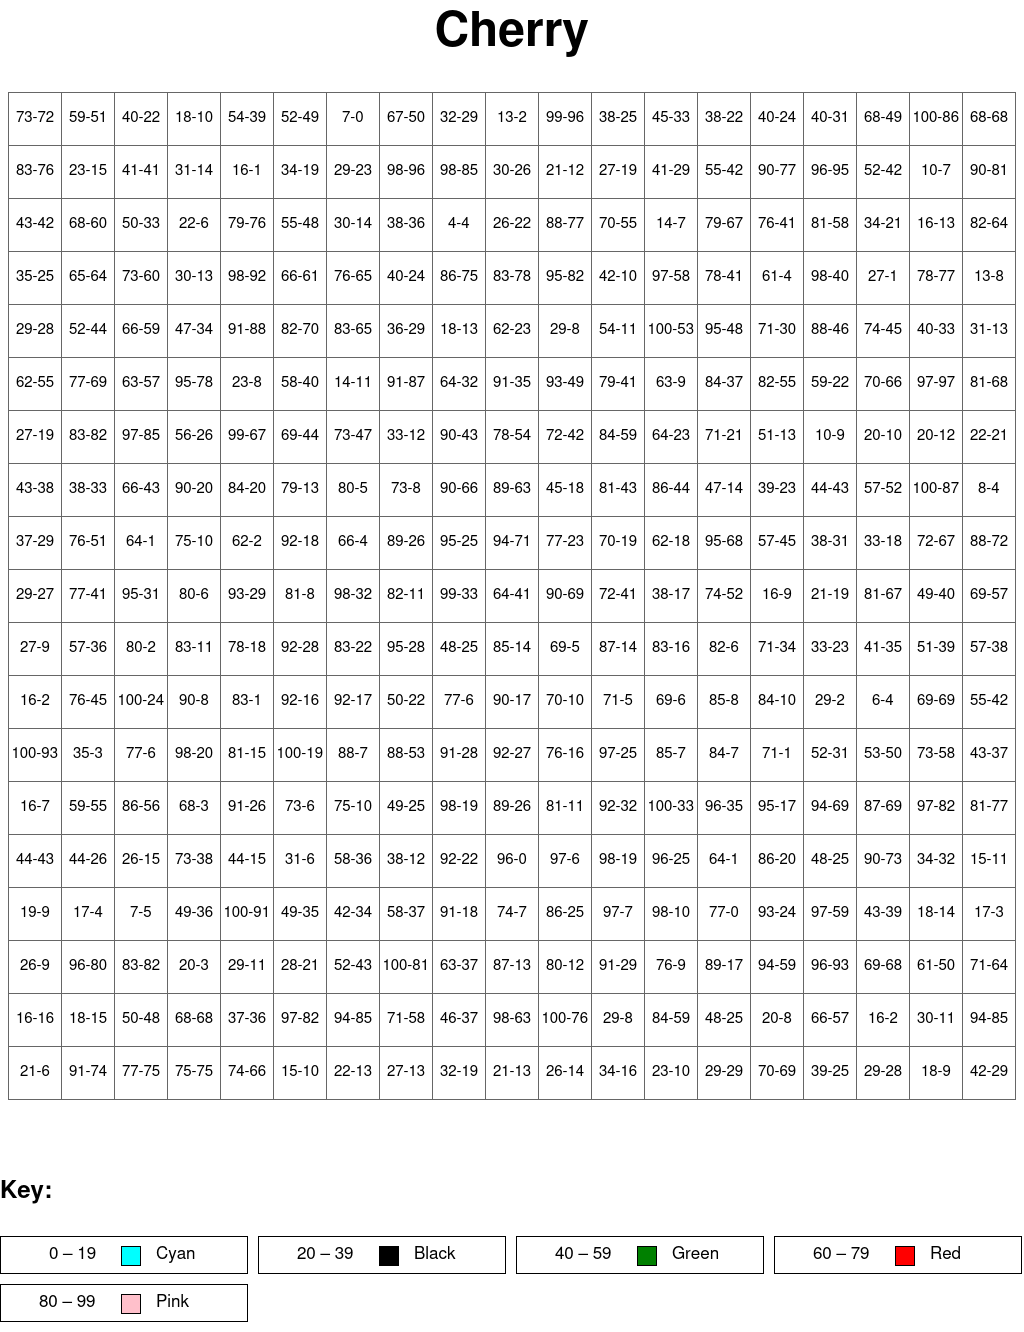 Cherry
73-72 59-51 40-22 18-10 54-39 52-49 7-0 67-50 32-29 13-2 99-96 38-25 45-33 38-22 40-24 40-31 68-49 100-86 68-68
83-76 23-15 41-41 31-14 16-1 34-19 29-23 98-96 98-85 30-26 21-12 27-19 41-29 55-42 90-77 96-95 52-42 10-7 90-81
43-42 68-60 50-33 22-6 79-76 55-48 30-14 38-36 4-4 26-22 88-77 70-55 14-7 79-67 76-41 81-58 34-21 16-13 82-64
35-25 65-64 73-60 30-13 98-92 66-61 76-65 40-24 86-75 83-78 95-82 42-10 97-58 78-41 61-4 98-40 27-1 78-77 13-8
29-28 52-44 66-59 47-34 91-88 82-70 83-65 36-29 18-13 62-23 29-8 54-11 100-53 95-48 71-30 88-46 74-45 40-33 31-13
62-55 77-69 63-57 95-78 23-8 58-40 14-11 91-87 64-32 91-35 93-49 79-41 63-9 84-37 82-55 59-22 70-66 97-97 81-68
27-19 83-82 97-85 56-26 99-67 69-44 73-47 33-12 90-43 78-54 72-42 84-59 64-23 71-21 51-13 10-9 20-10 20-12 22-21
43-38 38-33 66-43 90-20 84-20 79-13 80-5 73-8 90-66 89-63 45-18 81-43 86-44 47-14 39-23 44-43 57-52 100-87 8-4
37-29 76-51 64-1 75-10 62-2 92-18 66-4 89-26 95-25 94-71 77-23 70-19 62-18 95-68 57-45 38-31 33-18 72-67 88-72
29-27 77-41 95-31 80-6 93-29 81-8 98-32 82-11 99-33 64-41 90-69 72-41 38-17 74-52 16-9 21-19 81-67 49-40 69-57
27-9 57-36 80-2 83-11 78-18 92-28 83-22 95-28 48-25 85-14 69-5 87-14 83-16 82-6 71-34 33-23 41-35 51-39 57-38
16-2 76-45 100-24 90-8 83-1 92-16 92-17 50-22 77-6 90-17 70-10 71-5 69-6 85-8 84-10 29-2 6-4 69-69 55-42
100-93 35-3 77-6 98-20 81-15 100-19 88-7 88-53 91-28 92-27 76-16 97-25 85-7 84-7 71-1 52-31 53-50 73-58 43-37
16-7 59-55 86-56 68-3 91-26 73-6 75-10 49-25 98-19 89-26 81-11 92-32 100-33 96-35 95-17 94-69 87-69 97-82 81-77
44-43 44-26 26-15 73-38 44-15 31-6 58-36 38-12 92-22 96-0 97-6 98-19 96-25 64-1 86-20 48-25 90-73 34-32 15-11
19-9 17-4 7-5 49-36 100-91 49-35 42-34 58-37 91-18 74-7 86-25 97-7 98-10 77-0 93-24 97-59 43-39 18-14 17-3
26-9 96-80 83-82 20-3 29-11 28-21 52-43 100-81 63-37 87-13 80-12 91-29 76-9 89-17 94-59 96-93 69-68 61-50 71-64
16-16 18-15 50-48 68-68 37-36 97-82 94-85 71-58 46-37 98-63 100-76 29-8 84-59 48-25 20-8 66-57 16-2 30-11 94-85
21-6 91-74 77-75 75-75 74-66 15-10 22-13 27-13 32-19 21-13 26-14 34-16 23-10 29-29 70-69 39-25 29-28 18-9 42-29
Key:
0 – 19 Cyan 20 – 39 Black 40 – 59 Green 60 – 79 Red
80 – 99 Pink